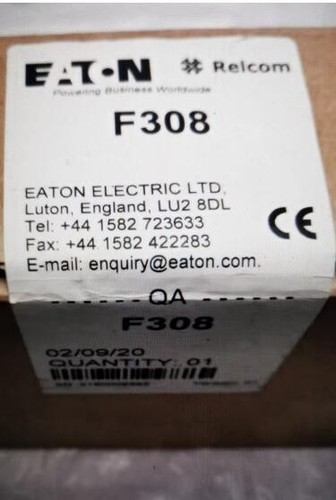 EATON Relcom
Powering Business Worldwide
F308
EATON ELECTRIC LTD,
Luton, England, LU2 8DL
Tel: +44 1582 723633
Fax: +44 1582 422283
E-mail: enquiry@eaton.com.
CE
QA
F308
02/09/20
QUANTITY: 01